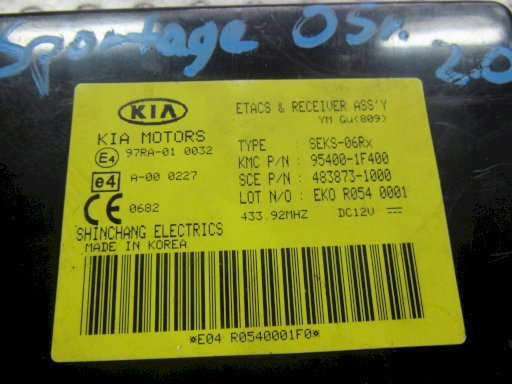 Sportage 05г. 2.0
KIA
ETACS & RECEIVER ASS'Y
YM Gu(809)
KIA MOTORS
E4 97RA-01 0032
e4 A-00 0227
CE 0682
TYPE : SEKS-06Rx
KMC P/N : 95400-1F400
SCE P/N : 483873-1000
LOT N/O : EKO R054 0001
433.92MHZ DC12V
SHINCHANG ELECTRICS
MADE IN KOREA
*E04 R0540001F0*